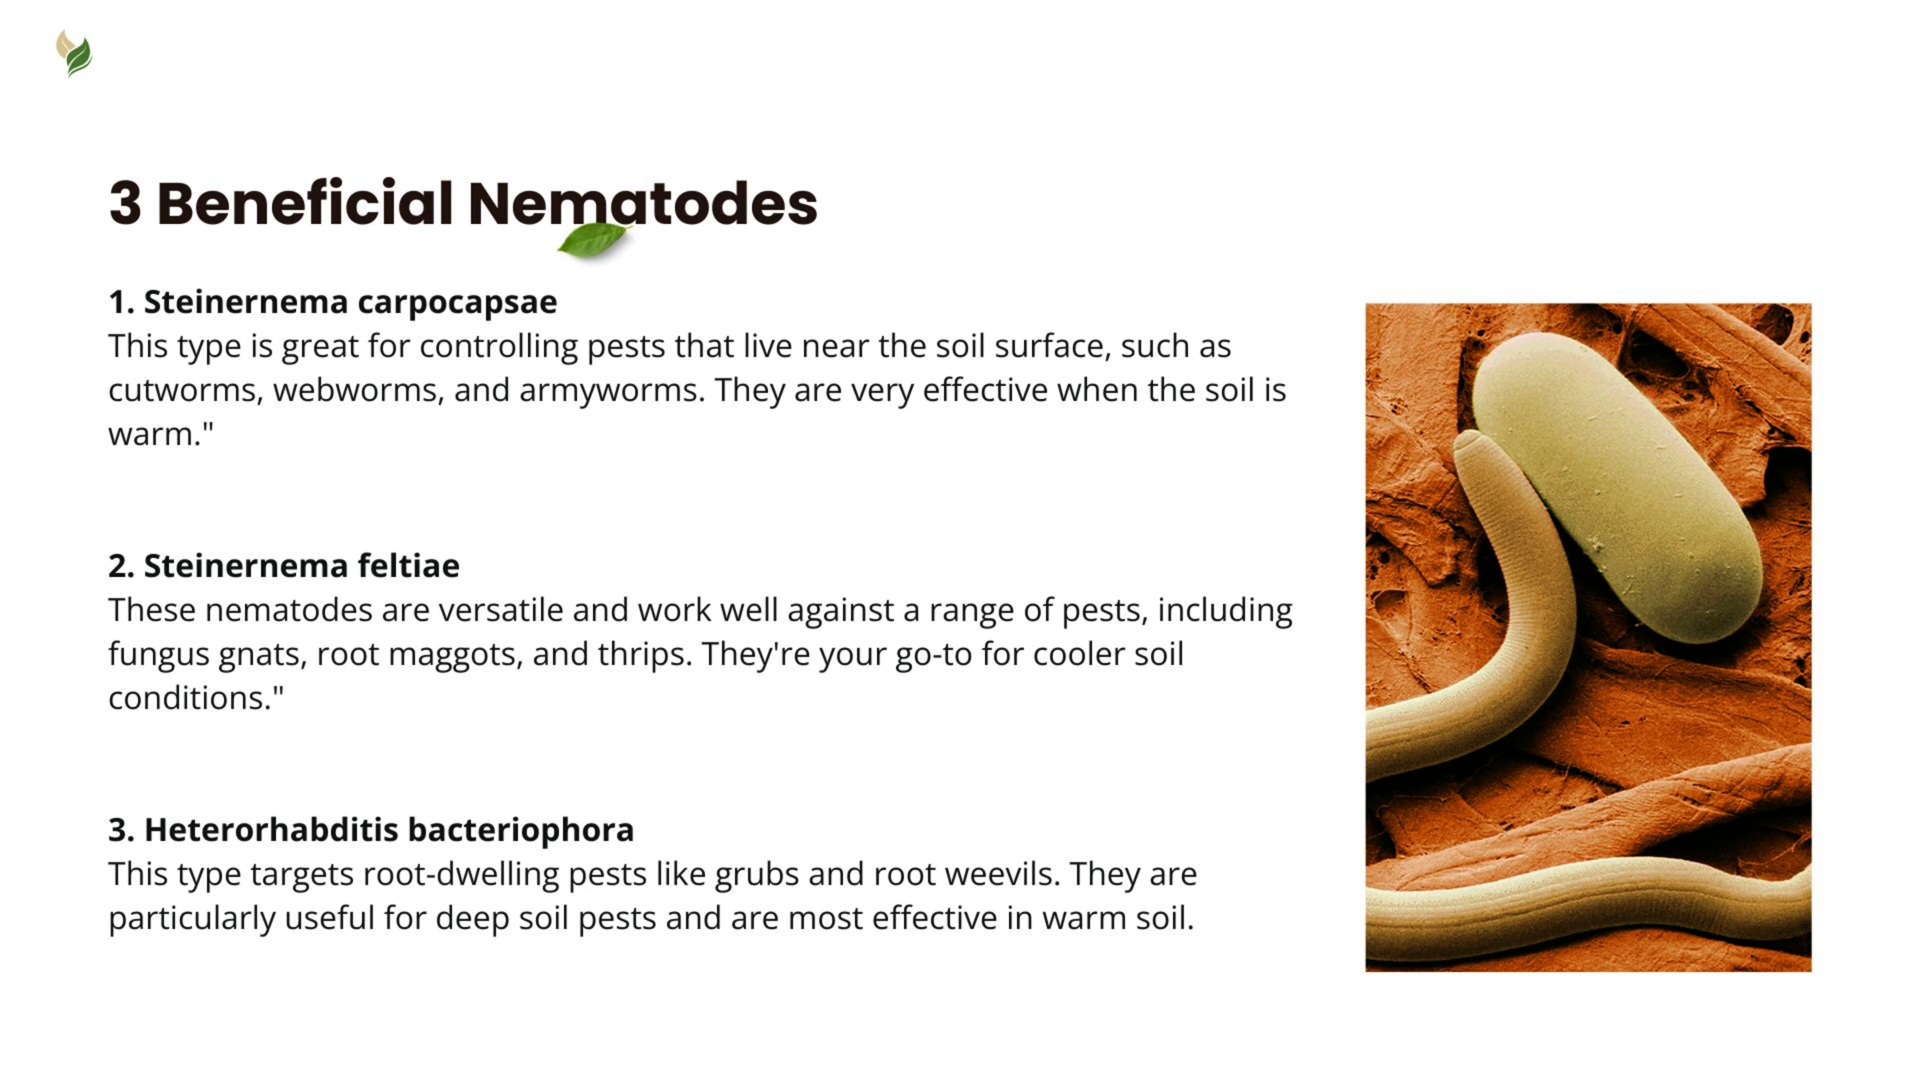 3 Beneficial Nematodes
1. Steinernema carpocapsae
This type is great for controlling pests that live near the soil surface, such as
cutworms, webworms, and armyworms. They are very effective when the soil is
warm."
2. Steinernema feltiae
These nematodes are versatile and work well against a range of pests, including
fungus gnats, root maggots, and thrips. They're your go-to for cooler soil
conditions."
3. Heterorhabditis bacteriophora
This type targets root-dwelling pests like grubs and root weevils. They are
particularly useful for deep soil pests and are most effective in warm soil.